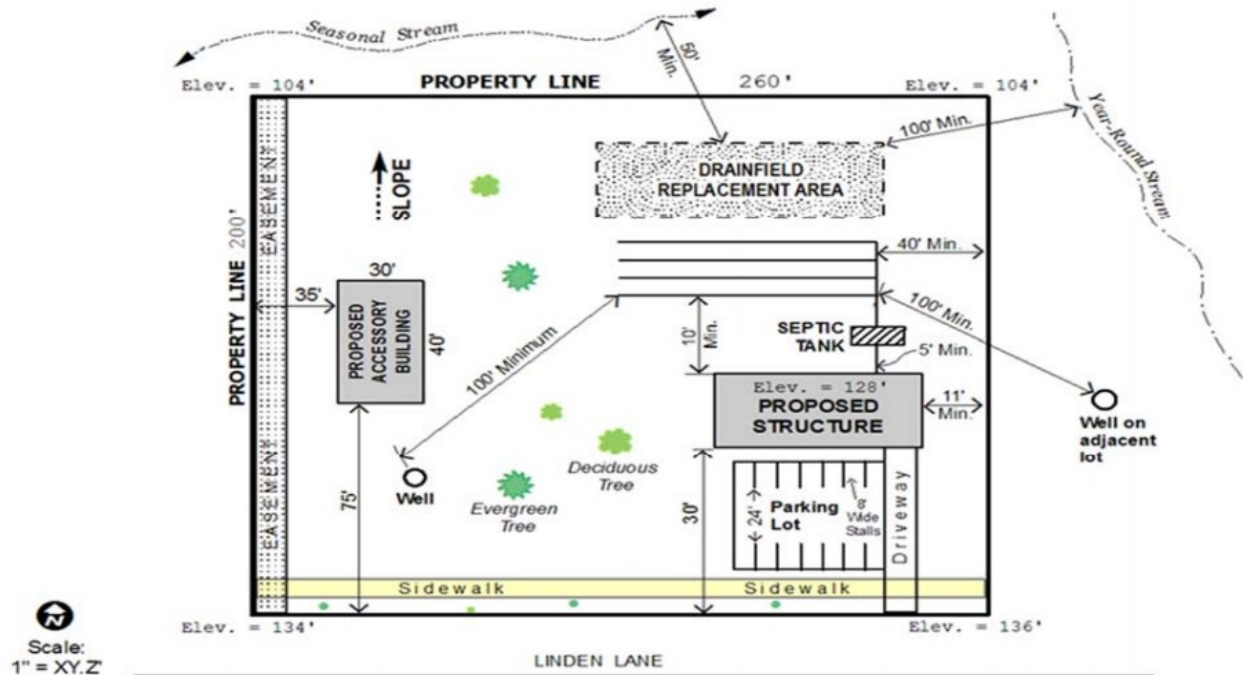 Seasonal Stream
50'
Min.
Elev. = 104'
PROPERTY LINE
260'
Elev. = 104'
100' Min.
Year-Round Stream
EASEMENT
SLOPE
DRAINFIELD
REPLACEMENT AREA
PROPERTY LINE 200'
40' Min.
30'
35'
PROPOSED
ACCESSORY
BUILDING
40'
100' Minimum
10'
Min.
SEPTIC
TANK
100' Min.
5' Min.
Elev. = 128'
PROPOSED
STRUCTURE
11'
Min.
Well on
adjacent
lot
EASEMENT
75'
Well
Deciduous
Tree
Evergreen
Tree
30'
24'
Parking
Lot
8'
Wide
Stalls
Driveway
Sidewalk
Sidewalk
Elev. = 134'
Elev. = 136'
N
Scale:
1" = XY.Z'
LINDEN LANE